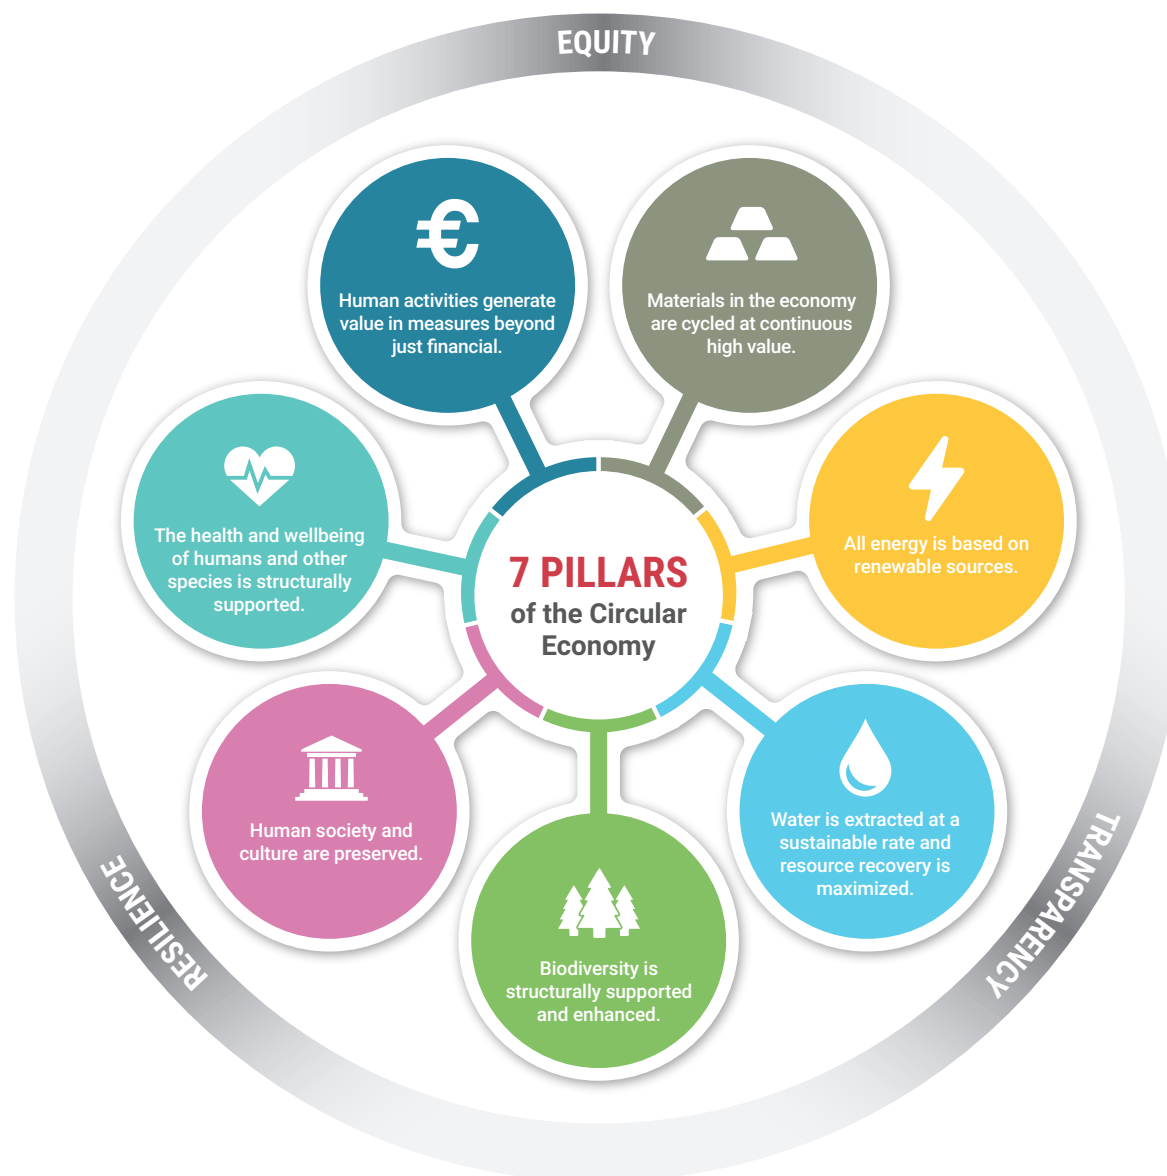 EQUITY
Human activities generate
value in measures beyond
just financial.
Materials in the economy
are cycled at continuous
high value.
The health and wellbeing
of humans and other
species is structurally
supported.
7 PILLARS
of the Circular
Economy
All energy is based on
renewable sources.
Human society and
culture are preserved.
Water is extracted at a
sustainable rate and
resource recovery is
maximized.
Biodiversity is
structurally supported
and enhanced.
RESILIENCE
TRANSPARENCY